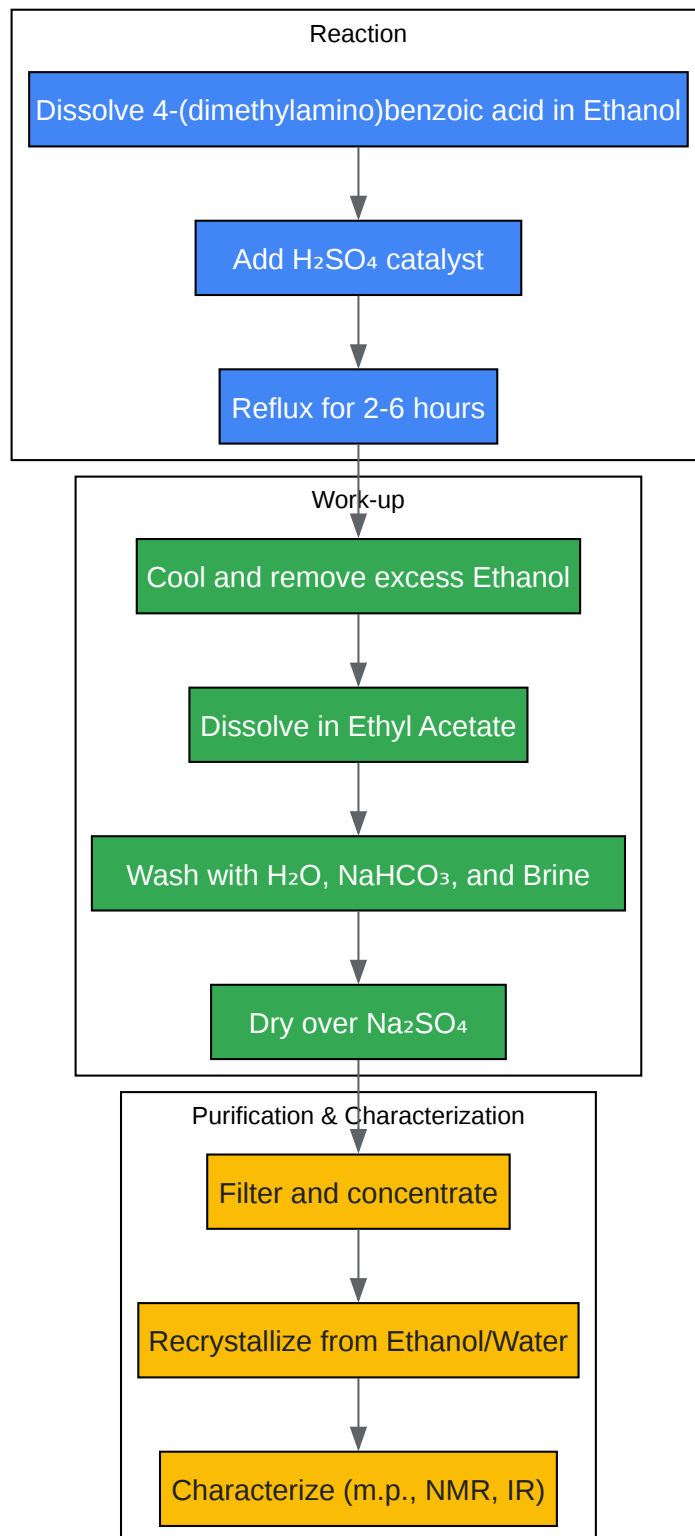 Reaction
Dissolve 4-(dimethylamino)benzoic acid in Ethanol
Add H₂SO₄ catalyst
Reflux for 2-6 hours
Work-up
Cool and remove excess Ethanol
Dissolve in Ethyl Acetate
Wash with H₂O, NaHCO₃, and Brine
Dry over Na₂SO₄
Purification & Characterization
Filter and concentrate
Recrystallize from Ethanol/Water
Characterize (m.p., NMR, IR)